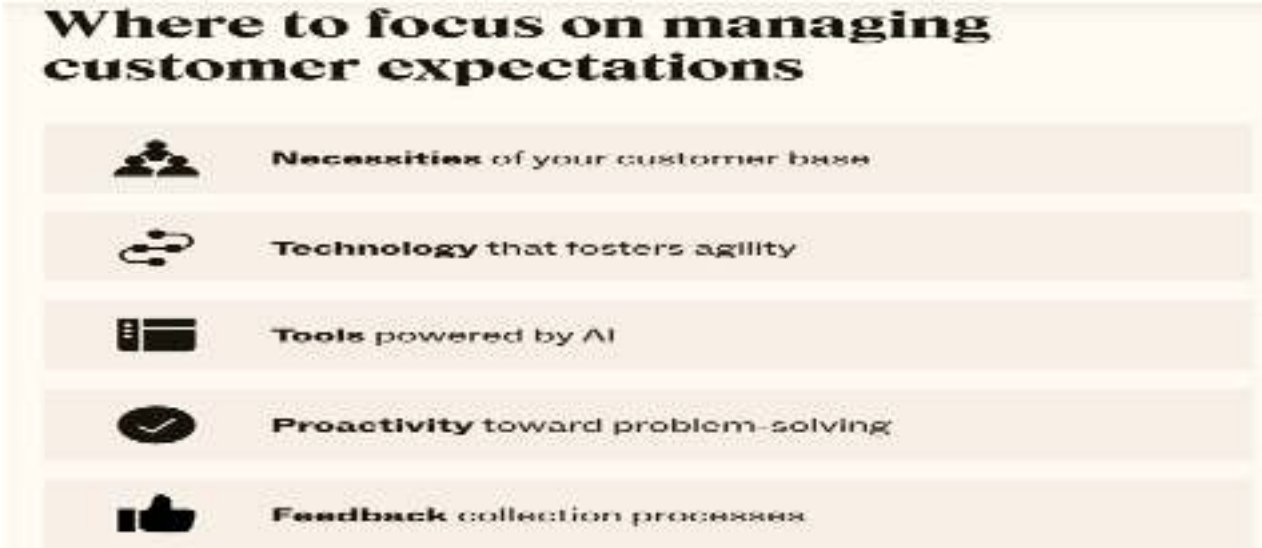 Where to focus on managing
customer expectations
Necessities of your customer base
Technology that fosters agility
Tools powered by AI
Proactivity toward problem-solving
Feedback collection processes